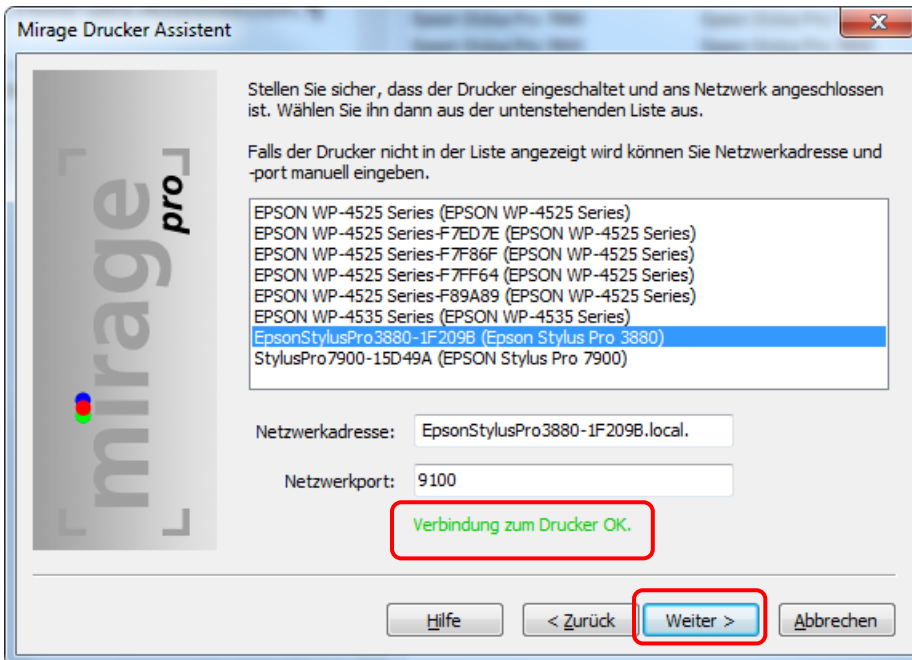 Mirage Drucker Assistent
Stellen Sie sicher, dass der Drucker eingeschaltet und ans Netzwerk angeschlossen
ist. Wählen Sie ihn dann aus der untenstehenden Liste aus.
Falls der Drucker nicht in der Liste angezeigt wird können Sie Netzwerkadresse und
-port manuell eingeben.
mirage
pro
EPSON WP-4525 Series (EPSON WP-4525 Series)
EPSON WP-4525 Series-F7ED7E (EPSON WP-4525 Series)
EPSON WP-4525 Series-F7F86F (EPSON WP-4525 Series)
EPSON WP-4525 Series-F7FF64 (EPSON WP-4525 Series)
EPSON WP-4525 Series-F89A89 (EPSON WP-4525 Series)
EPSON WP-4535 Series (EPSON WP-4535 Series)
EpsonStylusPro3880-1F209B (Epson Stylus Pro 3880)
StylusPro7900-15D49A (EPSON Stylus Pro 7900)
Netzwerkadresse: EpsonStylusPro3880-1F209B.local.
Netzwerkport: 9100
Verbindung zum Drucker OK.
Hilfe < Zurück Weiter > Abbrechen